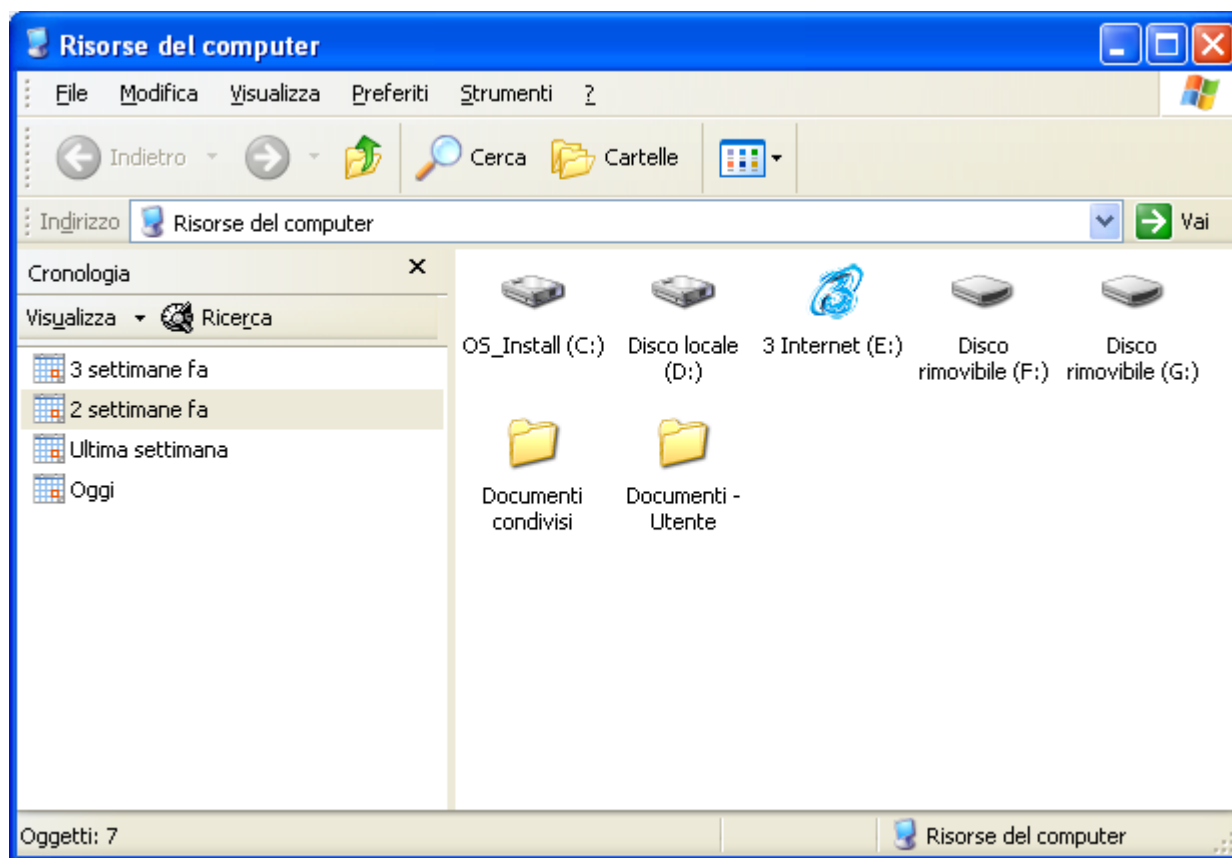 Risorse del computer
File Modifica Visualizza Preferiti Strumenti ?
Indietro Cerca Cartelle
Indirizzo Risorse del computer Vai
Cronologia
Visualizza Ricerca
3 settimane fa
2 settimane fa
Ultima settimana
Oggi
OS_Install (C:) Disco locale (D:) 3 Internet (E:) Disco rimovibile (F:) Disco rimovibile (G:)
Documenti condivisi Documenti - Utente
Oggetti: 7 Risorse del computer